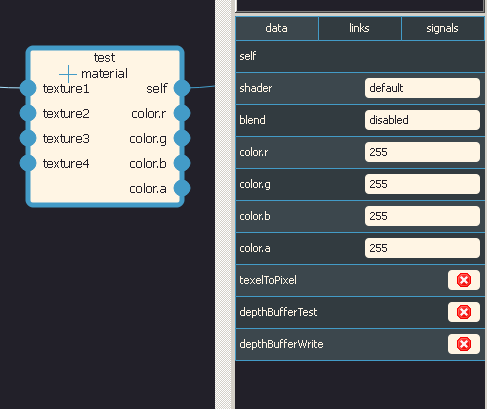 test
material
texture1 self
texture2 color.r
texture3 color.g
texture4 color.b
color.a
data links signals
self
shader default
blend disabled
color.r 255
color.g 255
color.b 255
color.a 255
texelToPixel
depthBufferTest
depthBufferWrite